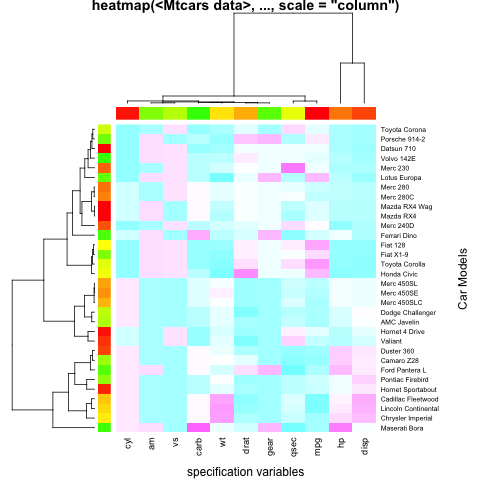 heatmap(<Mtcars data>, ..., scale = "column")
Toyota Corona
Porsche 914-2
Datsun 710
Volvo 142E
Merc 230
Lotus Europa
Merc 280
Merc 280C
Mazda RX4 Wag
Mazda RX4
Merc 240D
Ferrari Dino
Fiat 128
Fiat X1-9
Toyota Corolla
Honda Civic
Merc 450SL
Merc 450SE
Merc 450SLC
Dodge Challenger
AMC Javelin
Hornet 4 Drive
Valiant
Duster 360
Camaro Z28
Ford Pantera L
Pontiac Firebird
Hornet Sportabout
Cadillac Fleetwood
Lincoln Continental
Chrysler Imperial
Maserati Bora
Car Models
cyl
am
vs
carb
wt
drat
gear
qsec
mpg
hp
disp
specification variables